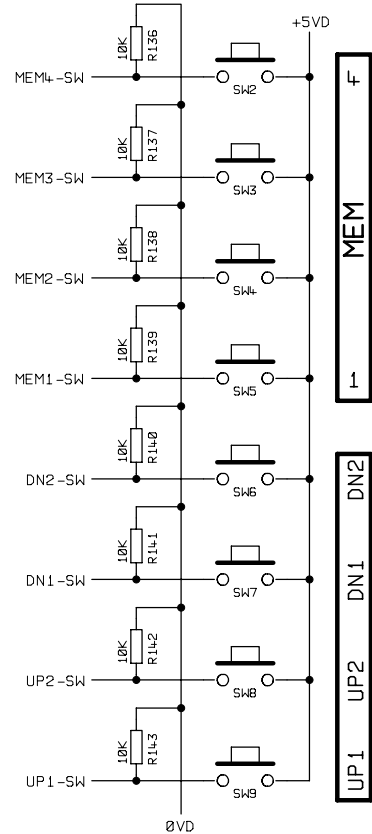 +5VD
10K R136
MEM4-SW
SW2
10K R137
MEM3-SW
SW3
10K R138
MEM2-SW
SW4
10K R139
MEM1-SW
SW5
10K R140
DN2-SW
SW6
10K R141
DN1-SW
SW7
10K R142
UP2-SW
SW8
10K R143
UP1-SW
SW9
0VD
1 MEM 4
UP1 UP2 DN1 DN2